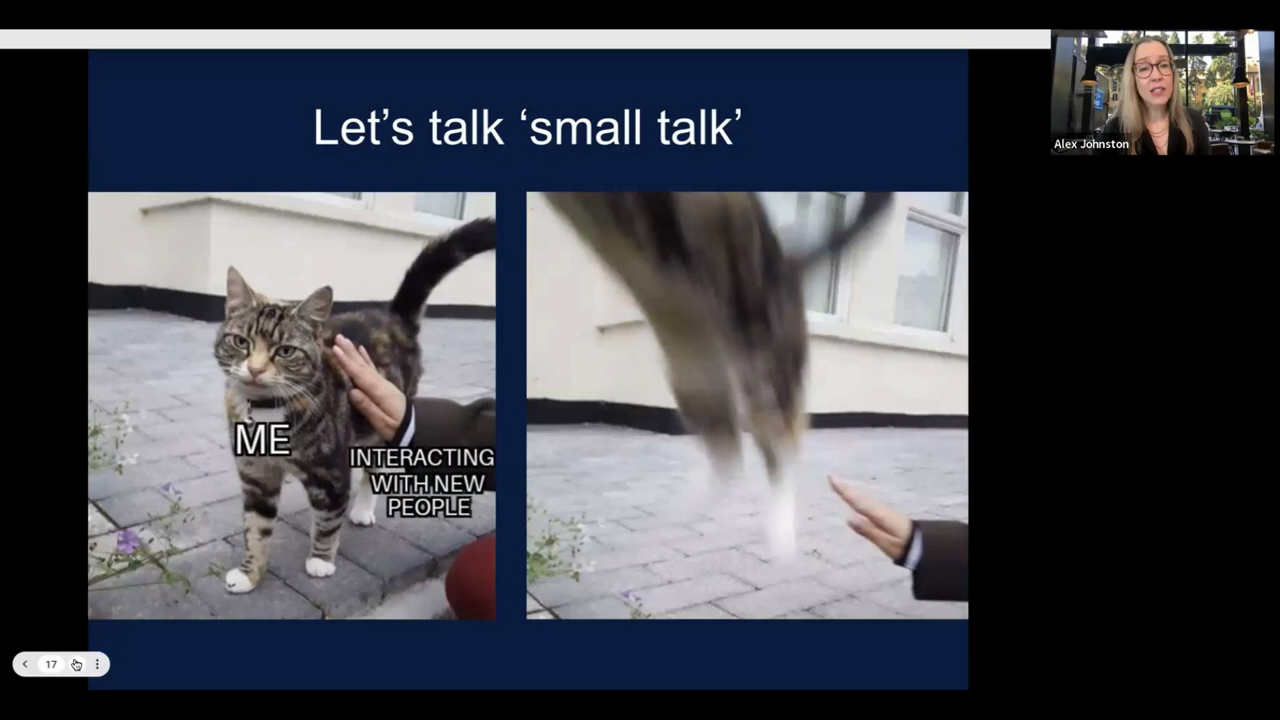 Let's talk ‘small talk’
Alex Johnston
ME
INTERACTING
WITH NEW
PEOPLE
17